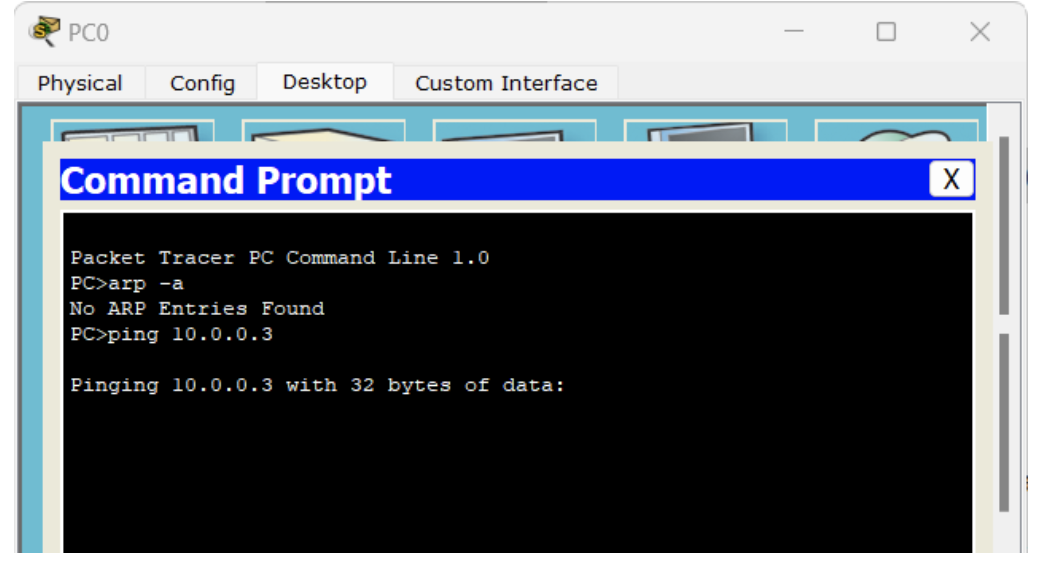 PC0
Physical Config Desktop Custom Interface
Command Prompt X
Packet Tracer PC Command Line 1.0
PC>arp -a
No ARP Entries Found
PC>ping 10.0.0.3
Pinging 10.0.0.3 with 32 bytes of data: